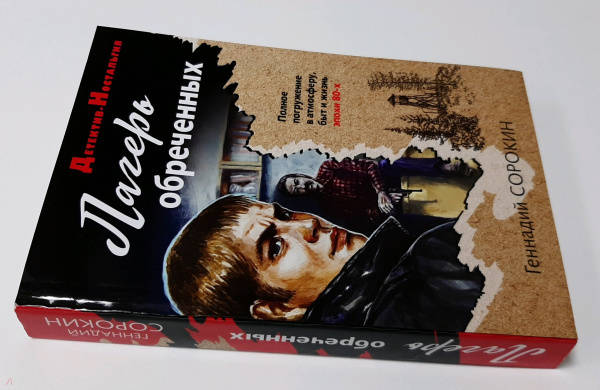 Детектив-Ностальгия
Лагерь
обреченных
Полное
погружение
в атмосферу,
быт и жизнь
эпохи 80-х
Геннадий СОРОКИН
ГЕННАДИЙ
СОРОКИН
Лагерь
обреченных